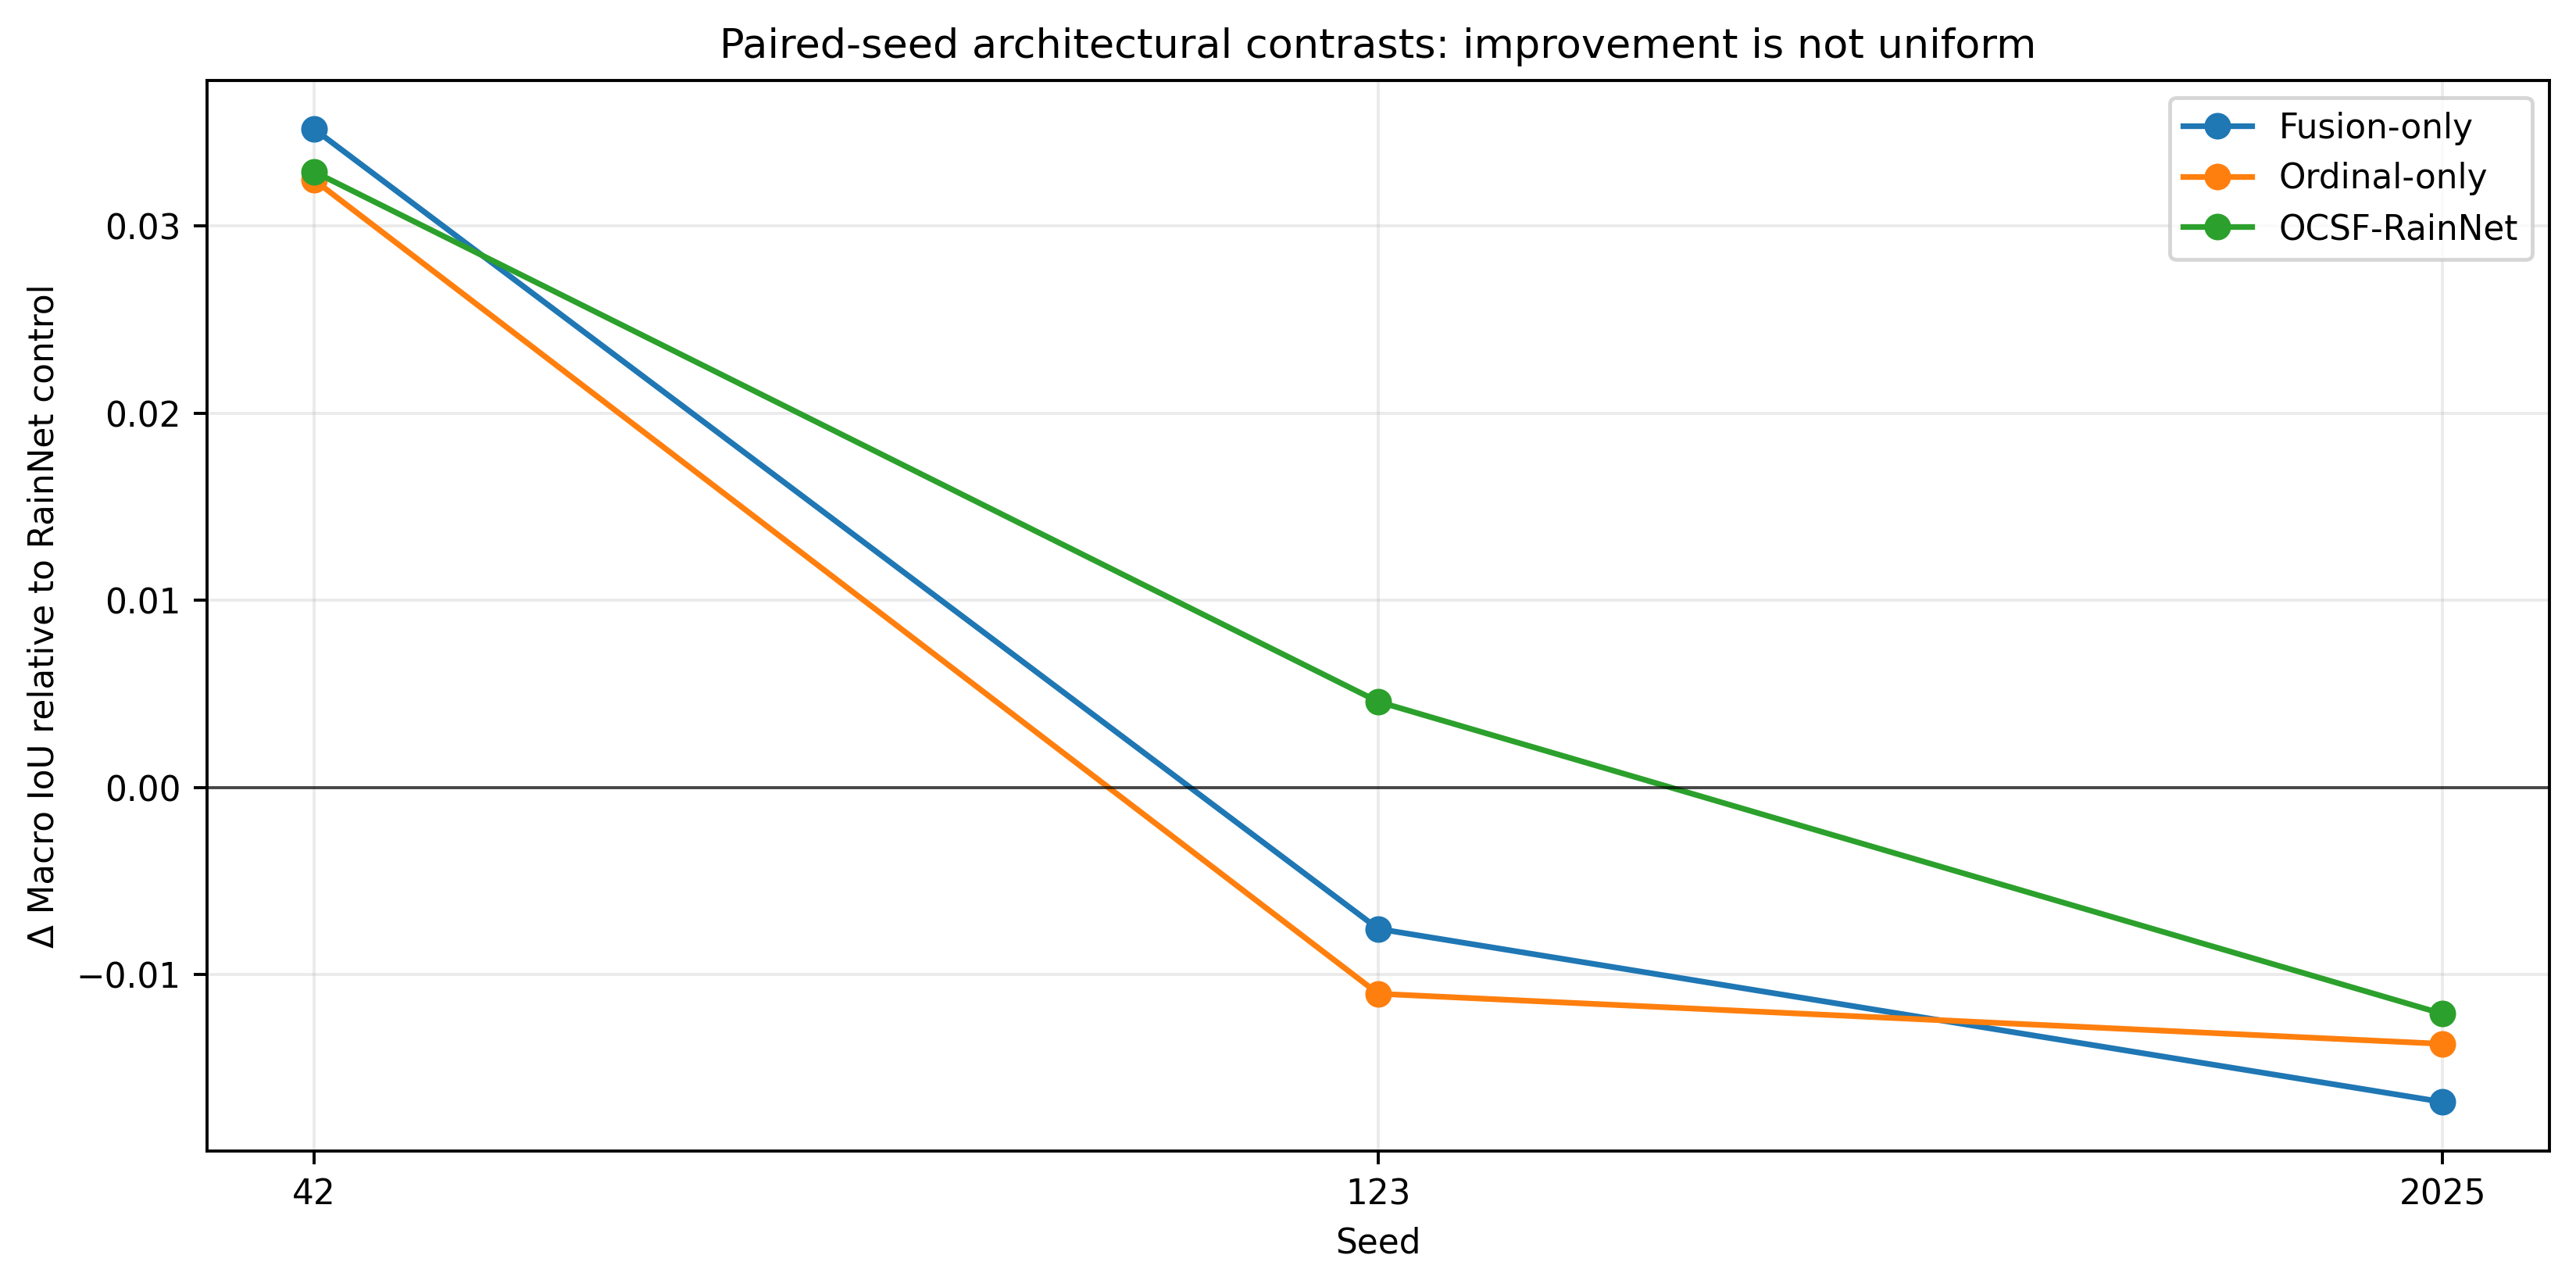 Paired-seed architectural contrasts: improvement is not uniform
Fusion-only
Ordinal-only
OCSF-RainNet
Δ Macro IoU relative to RainNet control
0.03
0.02
0.01
0.00
−0.01
42
123
2025
Seed